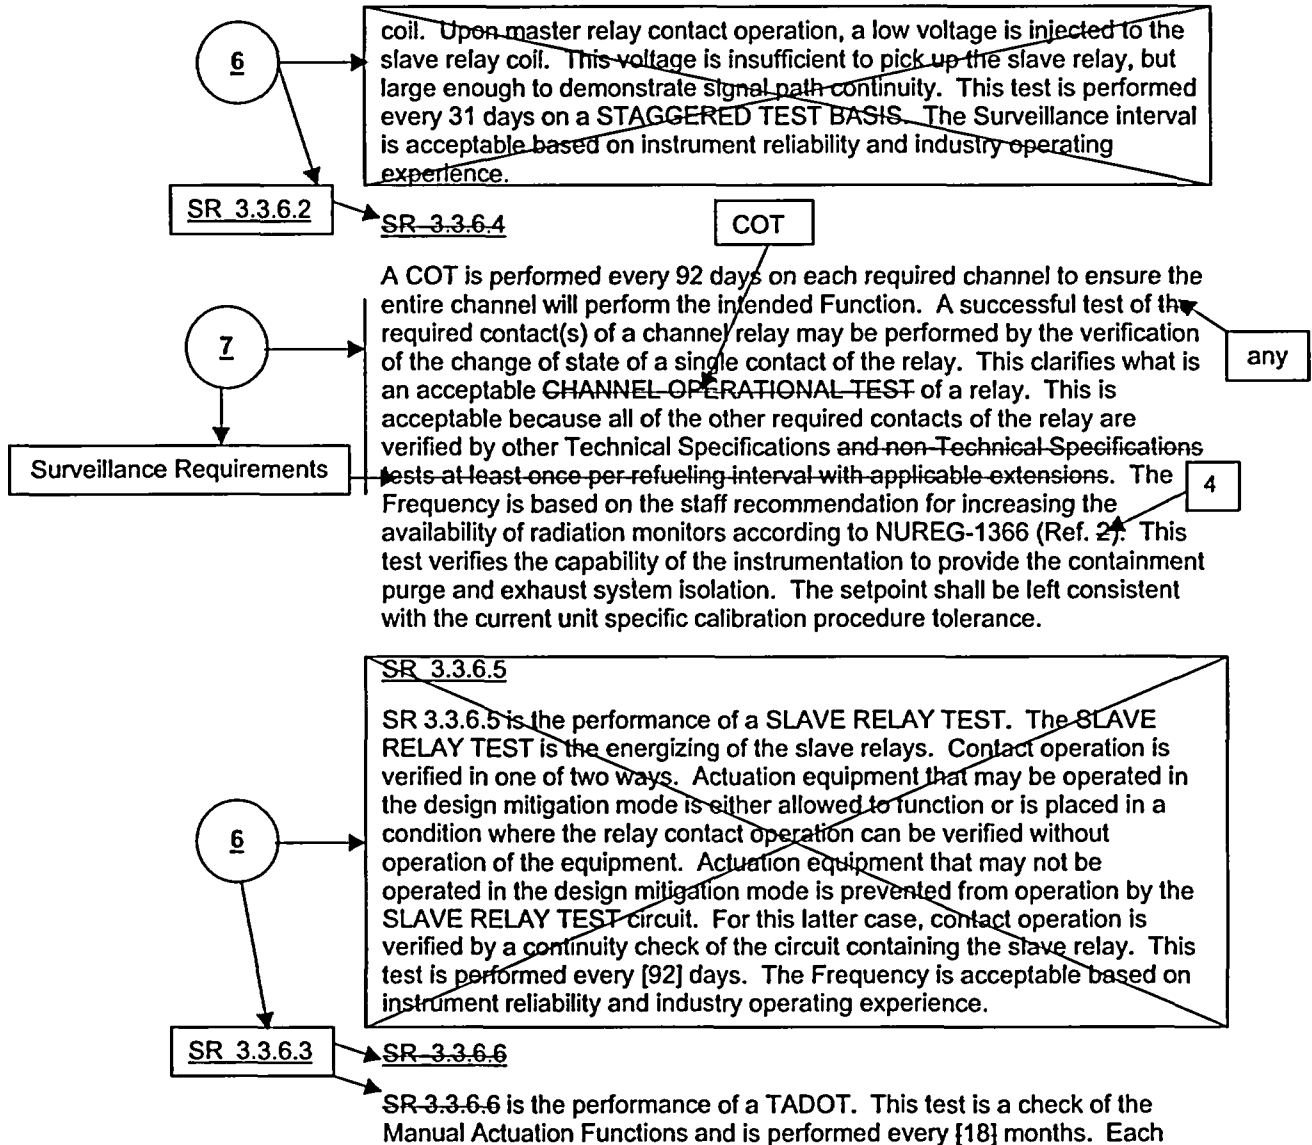 coil. Upon master relay contact operation, a low voltage is injected to the
slave relay coil. This voltage is insufficient to pick up the slave relay, but
large enough to demonstrate signal path continuity. This test is performed
every 31 days on a STAGGERED TEST BASIS. The Surveillance interval
is acceptable based on instrument reliability and industry operating
experience.
6
SR 3.3.6.2
SR 3.3.6.4
COT
A COT is performed every 92 days on each required channel to ensure the
entire channel will perform the intended Function. A successful test of the
required contact(s) of a channel relay may be performed by the verification
of the change of state of a single contact of the relay. This clarifies what is
an acceptable CHANNEL OPERATIONAL TEST of a relay. This is
acceptable because all of the other required contacts of the relay are
verified by other Technical Specifications and non-Technical Specifications
tests at least once per refueling interval with applicable extensions. The
Frequency is based on the staff recommendation for increasing the
availability of radiation monitors according to NUREG-1366 (Ref. 2). This
test verifies the capability of the instrumentation to provide the containment
purge and exhaust system isolation. The setpoint shall be left consistent
with the current unit specific calibration procedure tolerance.
7
any
Surveillance Requirements
4
SR 3.3.6.5
SR 3.3.6.5 is the performance of a SLAVE RELAY TEST. The SLAVE
RELAY TEST is the energizing of the slave relays. Contact operation is
verified in one of two ways. Actuation equipment that may be operated in
the design mitigation mode is either allowed to function or is placed in a
condition where the relay contact operation can be verified without
operation of the equipment. Actuation equipment that may not be
operated in the design mitigation mode is prevented from operation by the
SLAVE RELAY TEST circuit. For this latter case, contact operation is
verified by a continuity check of the circuit containing the slave relay. This
test is performed every [92] days. The Frequency is acceptable based on
instrument reliability and industry operating experience.
6
SR 3.3.6.3
SR 3.3.6.6
SR 3.3.6.6 is the performance of a TADOT. This test is a check of the
Manual Actuation Functions and is performed every [18] months. Each